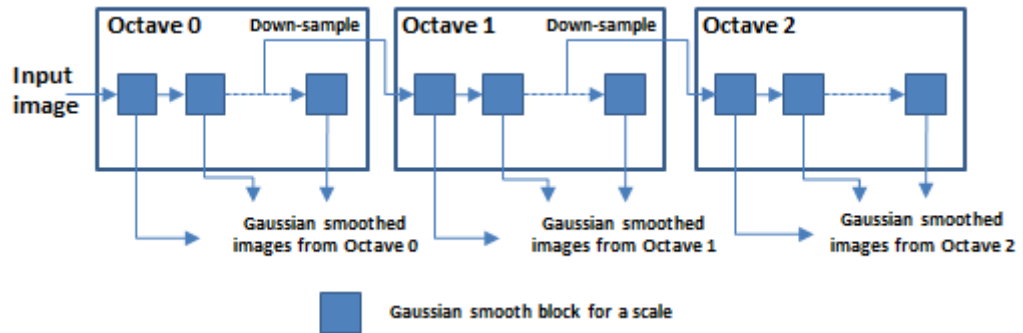 Octave 0
Down-sample
Octave 1
Down-sample
Octave 2
Input
image
Gaussian smoothed
images from Octave 0
Gaussian smoothed
images from Octave 1
Gaussian smoothed
images from Octave 2
Gaussian smooth block for a scale